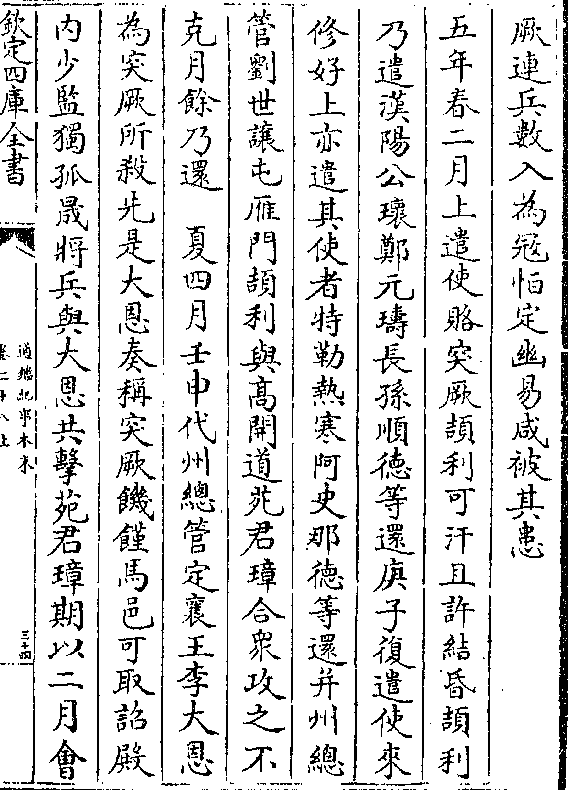 厥連兵數入為冦恒定幽易咸被其患
五年春二月上遣使賂突厥頡利可汗且許結昏頡利
乃遣漢陽公瓌鄭元璹長孫順德等還庚子復遣使來
修好上亦遣其使者特勒熱寒阿史那德等還并州總
管劉世讓屯雁門頡利與高開道苑君璋合衆攻之不
克月餘乃還　夏四月壬申代州總管定襄王李大恩
為突厥所殺先是大恩奏稱突厥饑饉馬邑可取詔殿
内少監獨孤晟將兵與大恩共擊苑君璋期以二月會
欽定四庫全書
通鑑紀事本末
卷二十八上
三十四